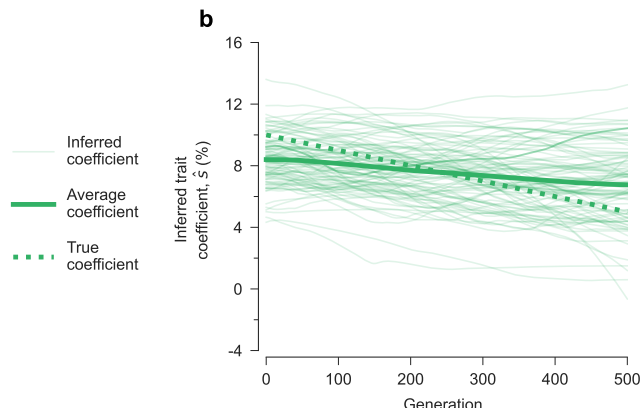 b
Inferred
coefficient
Average
coefficient
True
coefficient
Inferred trait
coefficient, ŝ (%)
16
12
8
4
0
-4
0 100 200 300 400 500
Generation